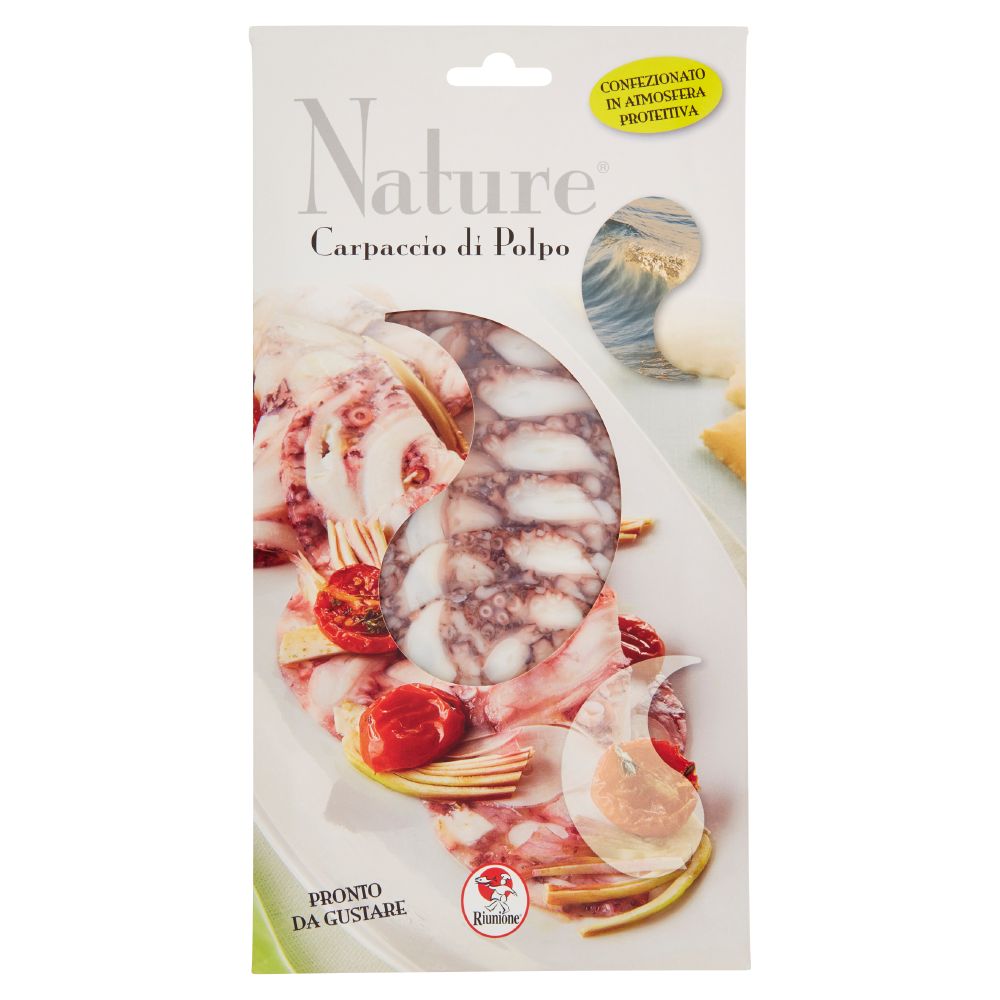 CONFEZIONATO
IN ATMOSFERA
PROTETTIVA
Nature®
Carpaccio di Polpo
PRONTO
DA GUSTARE
Riunione®